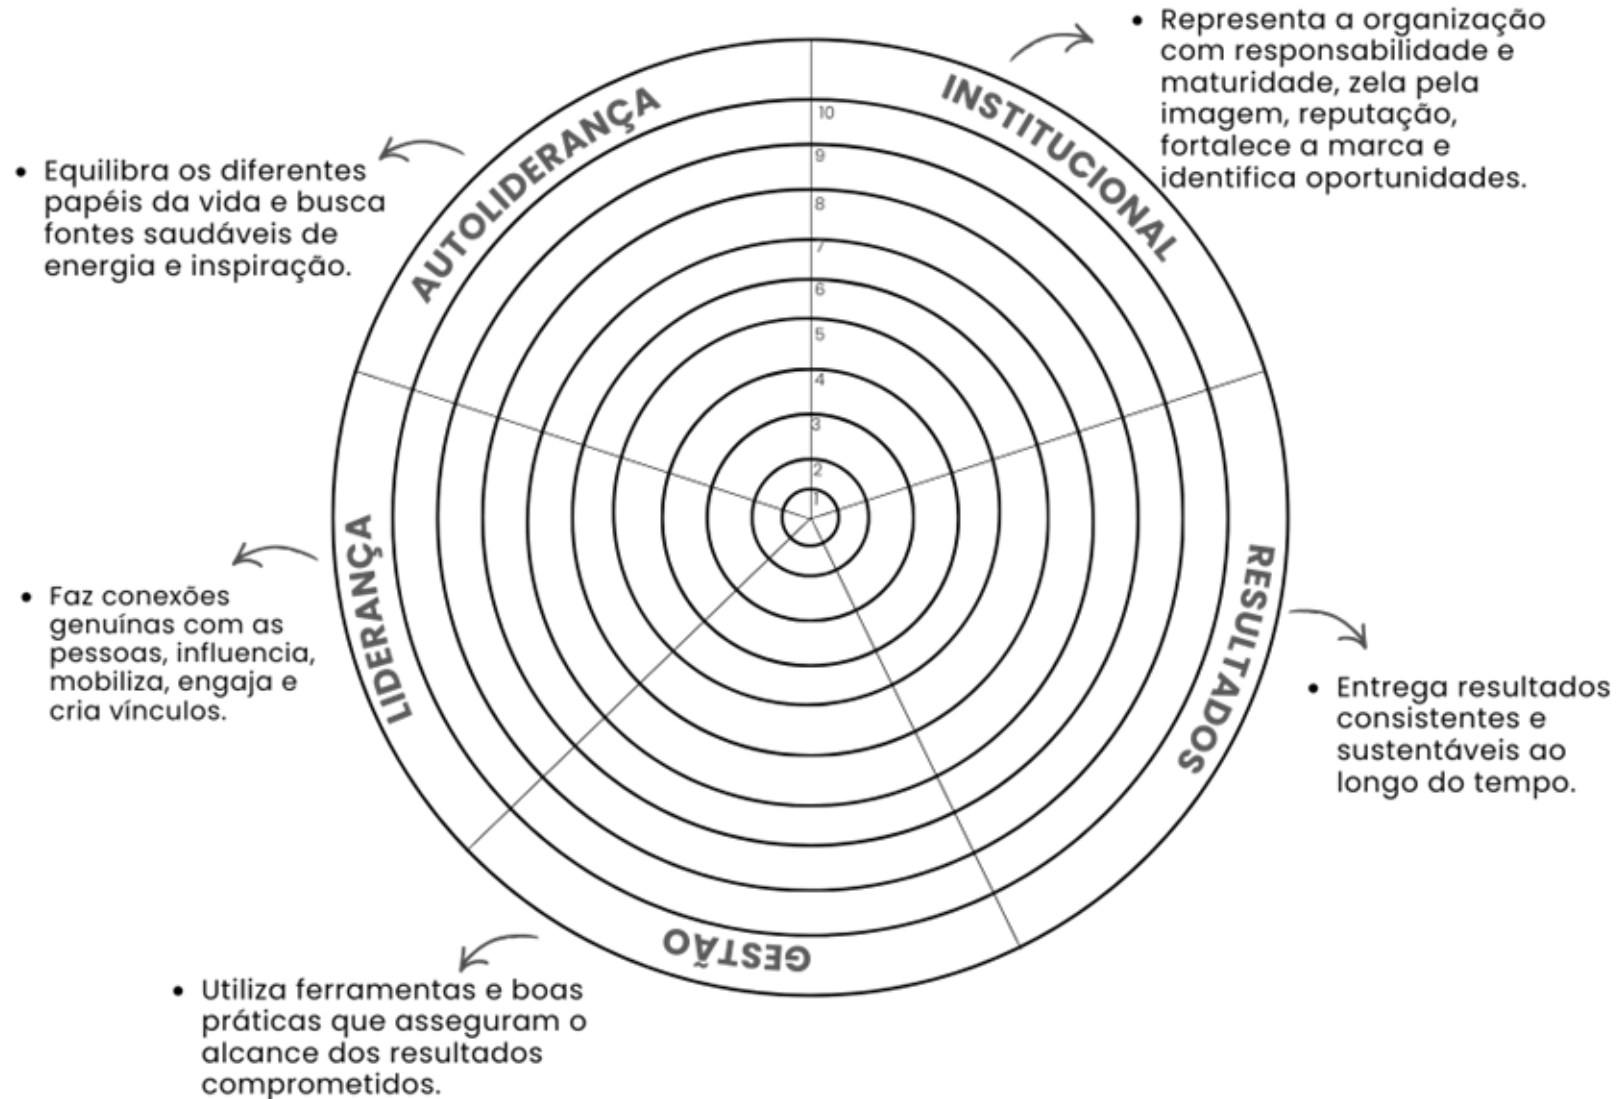 • Representa a organização
com responsabilidade e
maturidade, zela pela
imagem, reputação,
fortalece a marca e
identifica oportunidades.
INSTITUCIONAL
AUTOLIDERANÇA
• Equilibra os diferentes
papéis da vida e busca
fontes saudáveis de
energia e inspiração.
10
9
8
7
6
5
4
3
2
1
LIDERANÇA
• Faz conexões
genuínas com as
pessoas, influencia,
mobiliza, engaja e
cria vínculos.
RESULTADOS
• Entrega resultados
consistentes e
sustentáveis ao
longo do tempo.
GESTÃO
• Utiliza ferramentas e boas
práticas que asseguram o
alcance dos resultados
comprometidos.